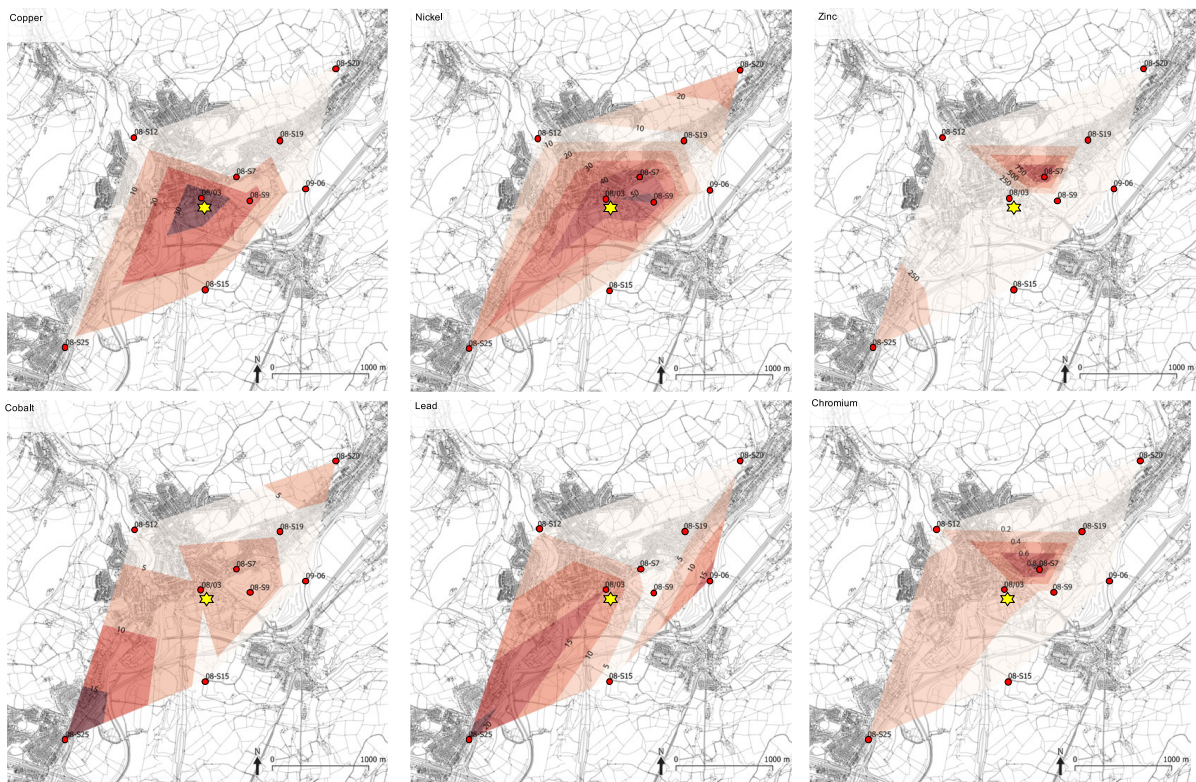 Copper
08-S20
08-S12
08-S19
08-S7
10
20
30
08/03
08-S9
09-06
08-S15
08-S25
N
0
1000 m
Nickel
08-S20
20
10
08-S12
08-S19
10
20
30
40
08-S7
08/03
50
08-S9
09-06
08-S15
08-S25
N
0
1000 m
Zinc
08-S20
08-S12
08-S19
750
500
250
08-S7
08/03
08-S9
09-06
250
08-S15
08-S25
N
0
1000 m
Cobalt
08-S20
5
08-S12
08-S19
5
08-S7
08/03
08-S9
09-06
10
15
08-S15
08-S25
N
0
1000 m
Lead
08-S20
08-S12
08-S19
5
10
15
08-S7
08/03
08-S9
09-06
15
10
5
08-S15
20
08-S25
N
0
1000 m
Chromium
08-S20
08-S12
08-S19
0.2
0.4
0.6
0.8
08-S7
08/03
08-S9
09-06
08-S15
08-S25
N
0
1000 m